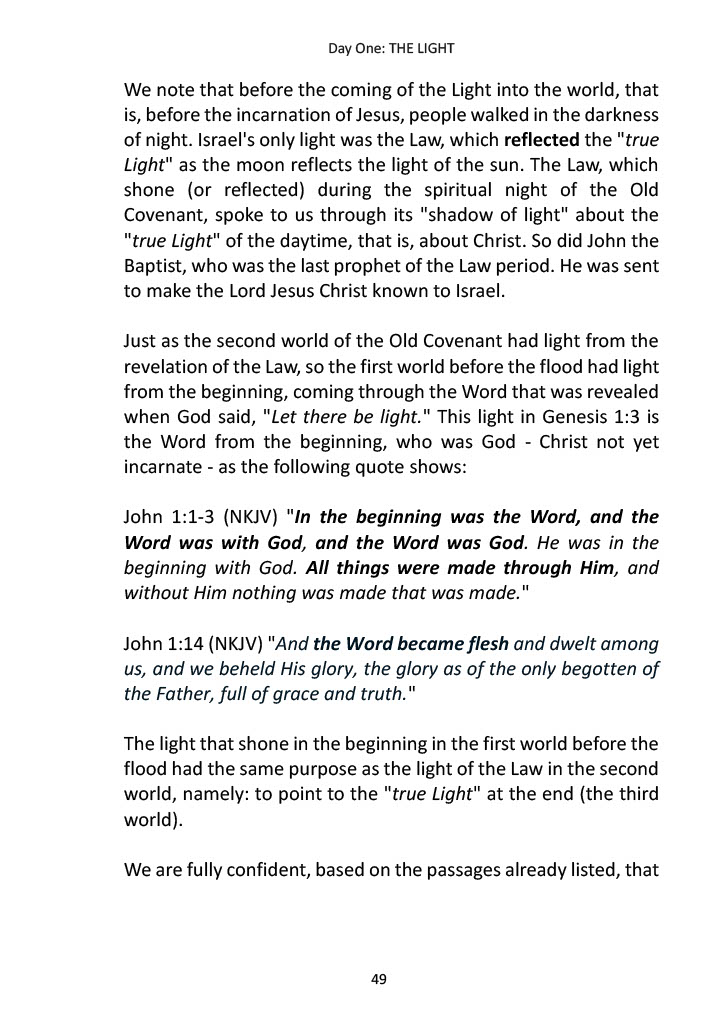 Day One: THE LIGHT
We note that before the coming of the Light into the world, that
is, before the incarnation of Jesus, people walked in the darkness
of night. Israel's only light was the Law, which reflected the "true
Light" as the moon reflects the light of the sun. The Law, which
shone (or reflected) during the spiritual night of the Old
Covenant, spoke to us through its "shadow of light" about the
"true Light" of the daytime, that is, about Christ. So did John the
Baptist, who was the last prophet of the Law period. He was sent
to make the Lord Jesus Christ known to Israel.
Just as the second world of the Old Covenant had light from the
revelation of the Law, so the first world before the flood had light
from the beginning, coming through the Word that was revealed
when God said, "Let there be light." This light in Genesis 1:3 is
the Word from the beginning, who was God - Christ not yet
incarnate - as the following quote shows:
John 1:1-3 (NKJV) "In the beginning was the Word, and the
Word was with God, and the Word was God. He was in the
beginning with God. All things were made through Him, and
without Him nothing was made that was made."
John 1:14 (NKJV) "And the Word became flesh and dwelt among
us, and we beheld His glory, the glory as of the only begotten of
the Father, full of grace and truth."
The light that shone in the beginning in the first world before the
flood had the same purpose as the light of the Law in the second
world, namely: to point to the "true Light" at the end (the third
world).
We are fully confident, based on the passages already listed, that
49